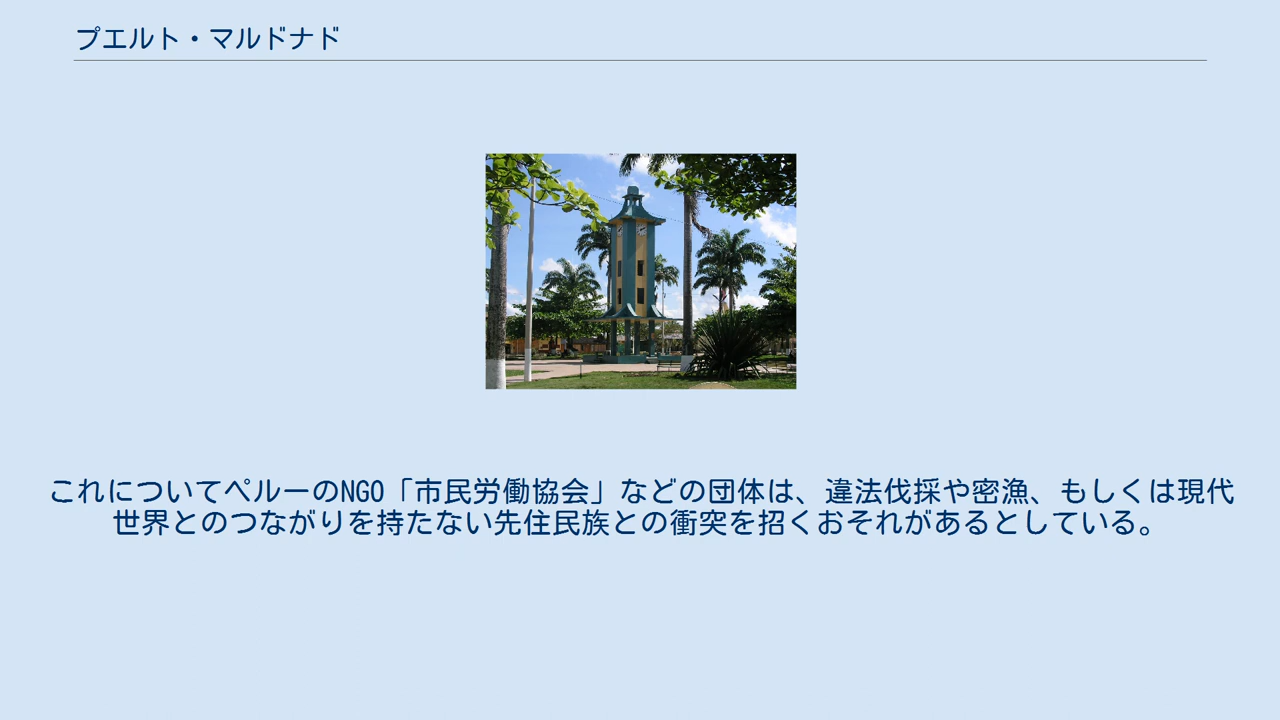 プエルト・マルドナド
これについてペルーのNGO「市民労働協会」などの団体は、違法伐採や密漁、もしくは現代
世界とのつながりを持たない先住民族との衝突を招くおそれがあるとしている。